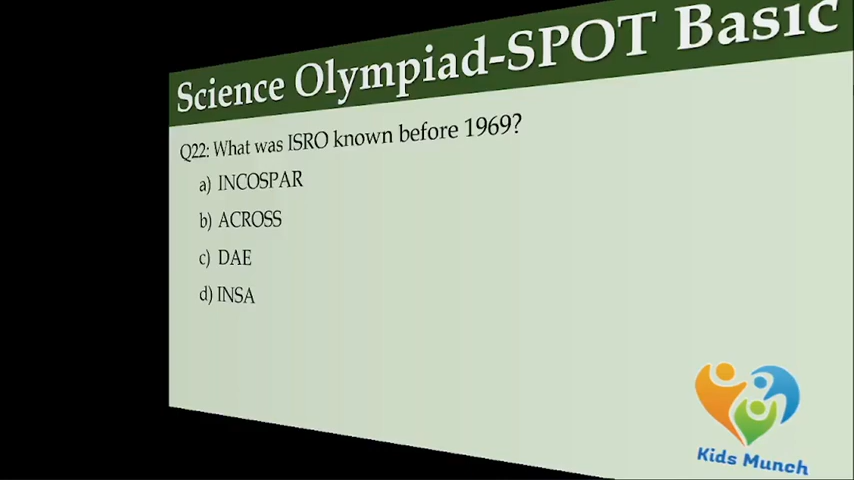 Science Olympiad-SPOT Basic
Q22: What was ISRO known before 1969?
a) INCOSPAR
b) ACROSS
c) DAE
d) INSA
Kids Munch